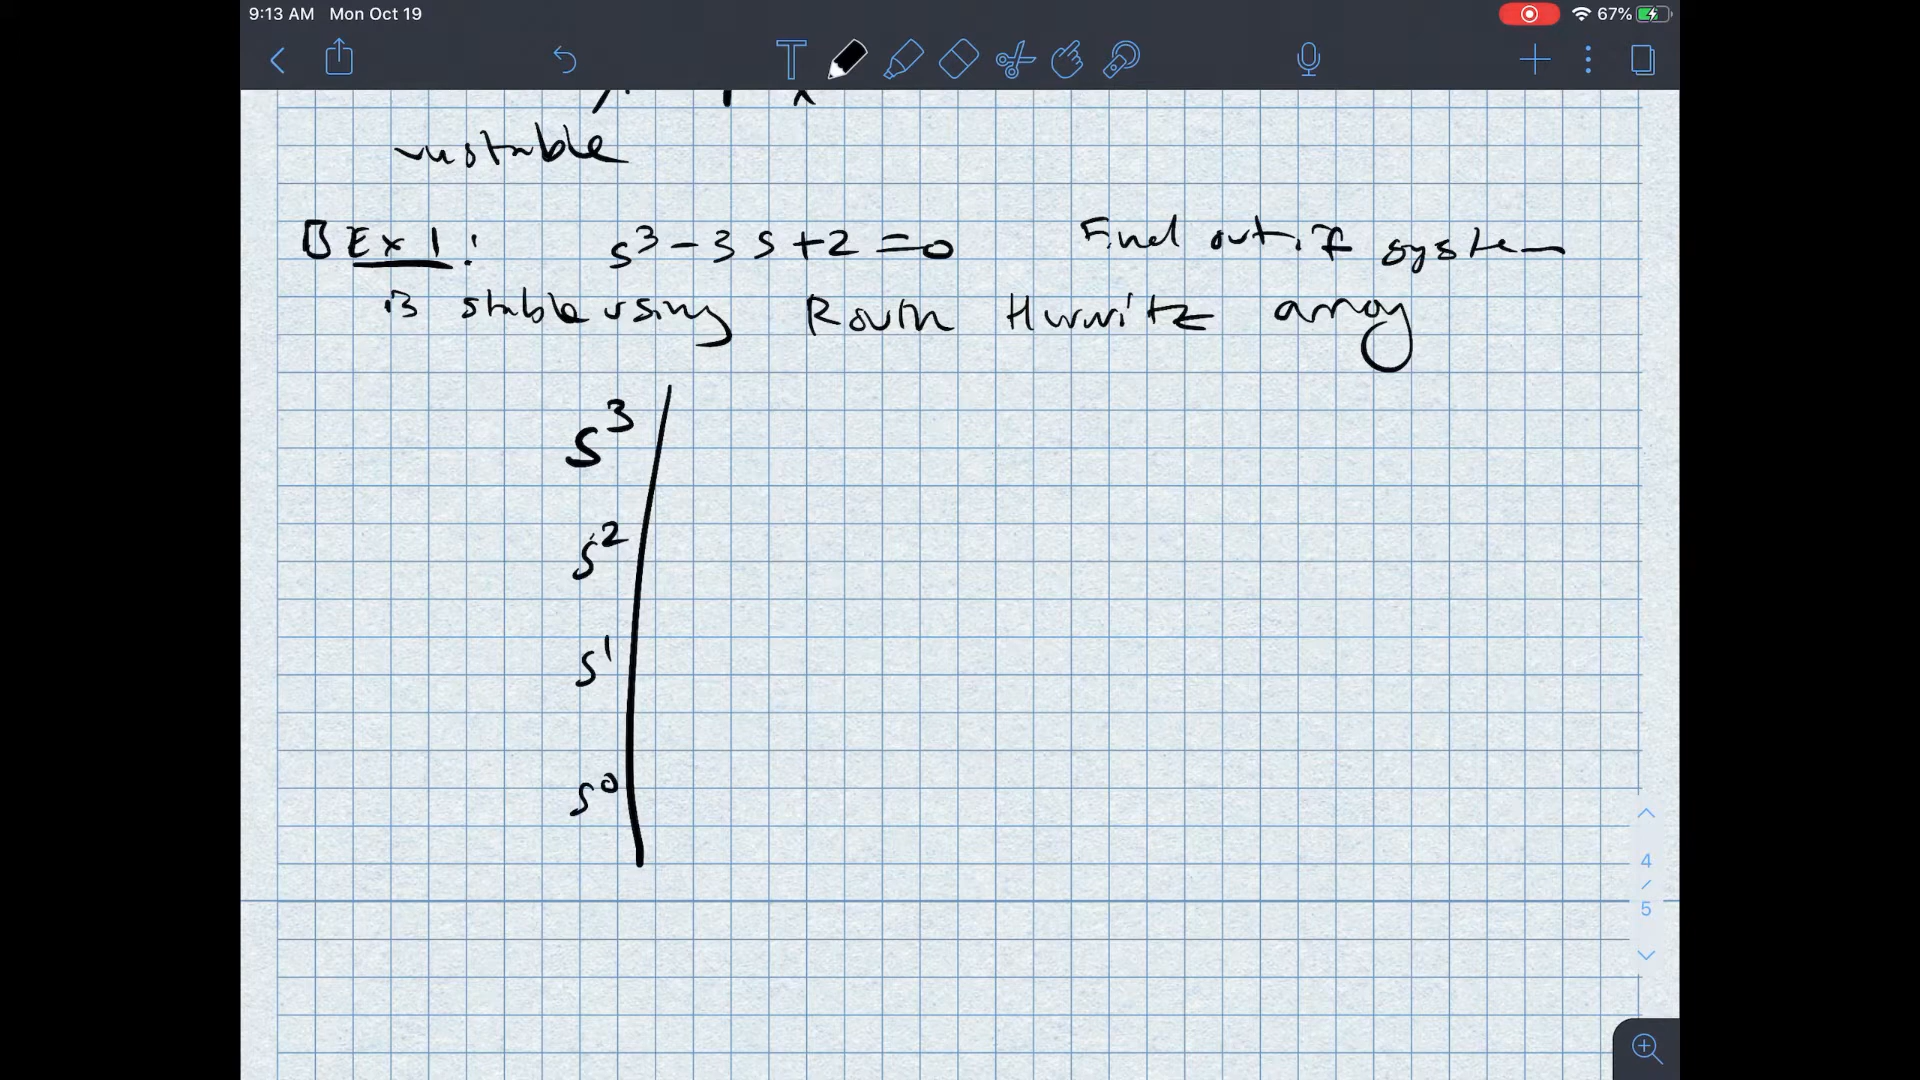 9:13 AM Mon Oct 19 67%
unstable
Ex 1: s³ - 3s + 2 = 0 Find out if system
is stable using Routh Hurwitz array
s³
s²
s¹
s⁰
4
/
5